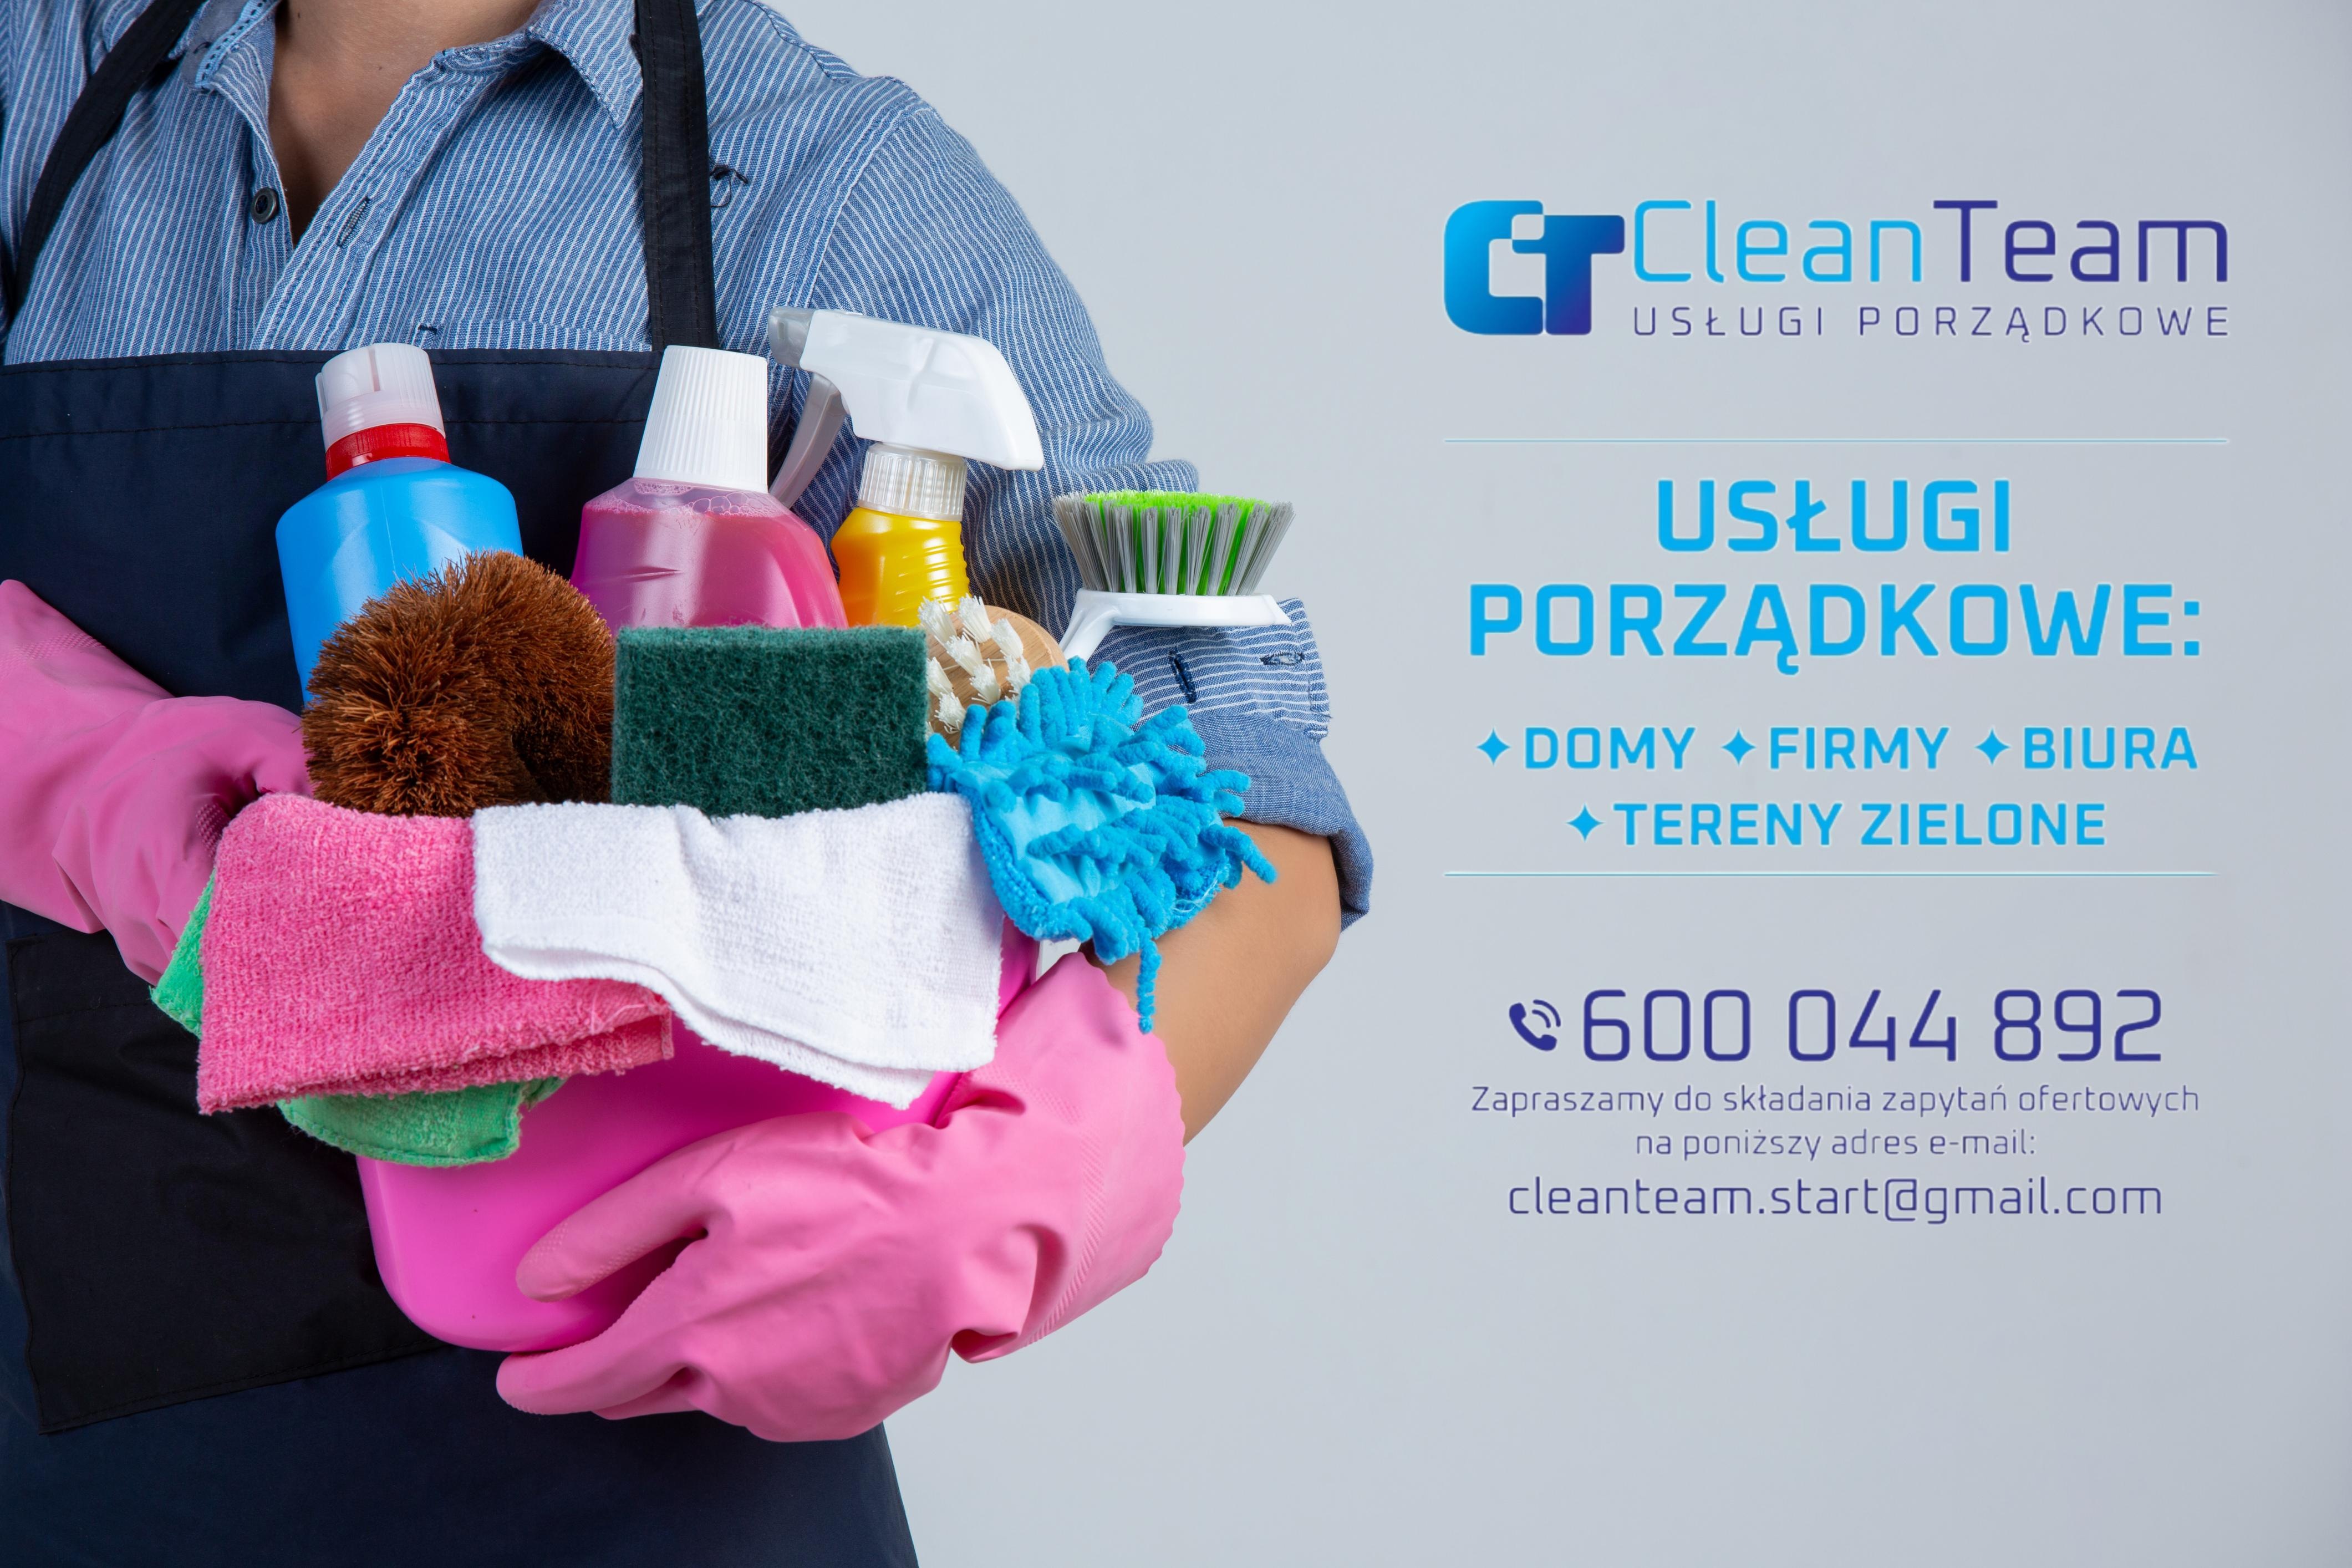 CT CleanTeam
USŁUGI PORZĄDKOWE
USŁUGI
PORZĄDKOWE:
✦DOMY ✦FIRMY ✦BIURA
✦TERENY ZIELONE
600 044 892
Zapraszamy do składania zapytań ofertowych
na poniższy adres e-mail:
cleanteam.start@gmail.com